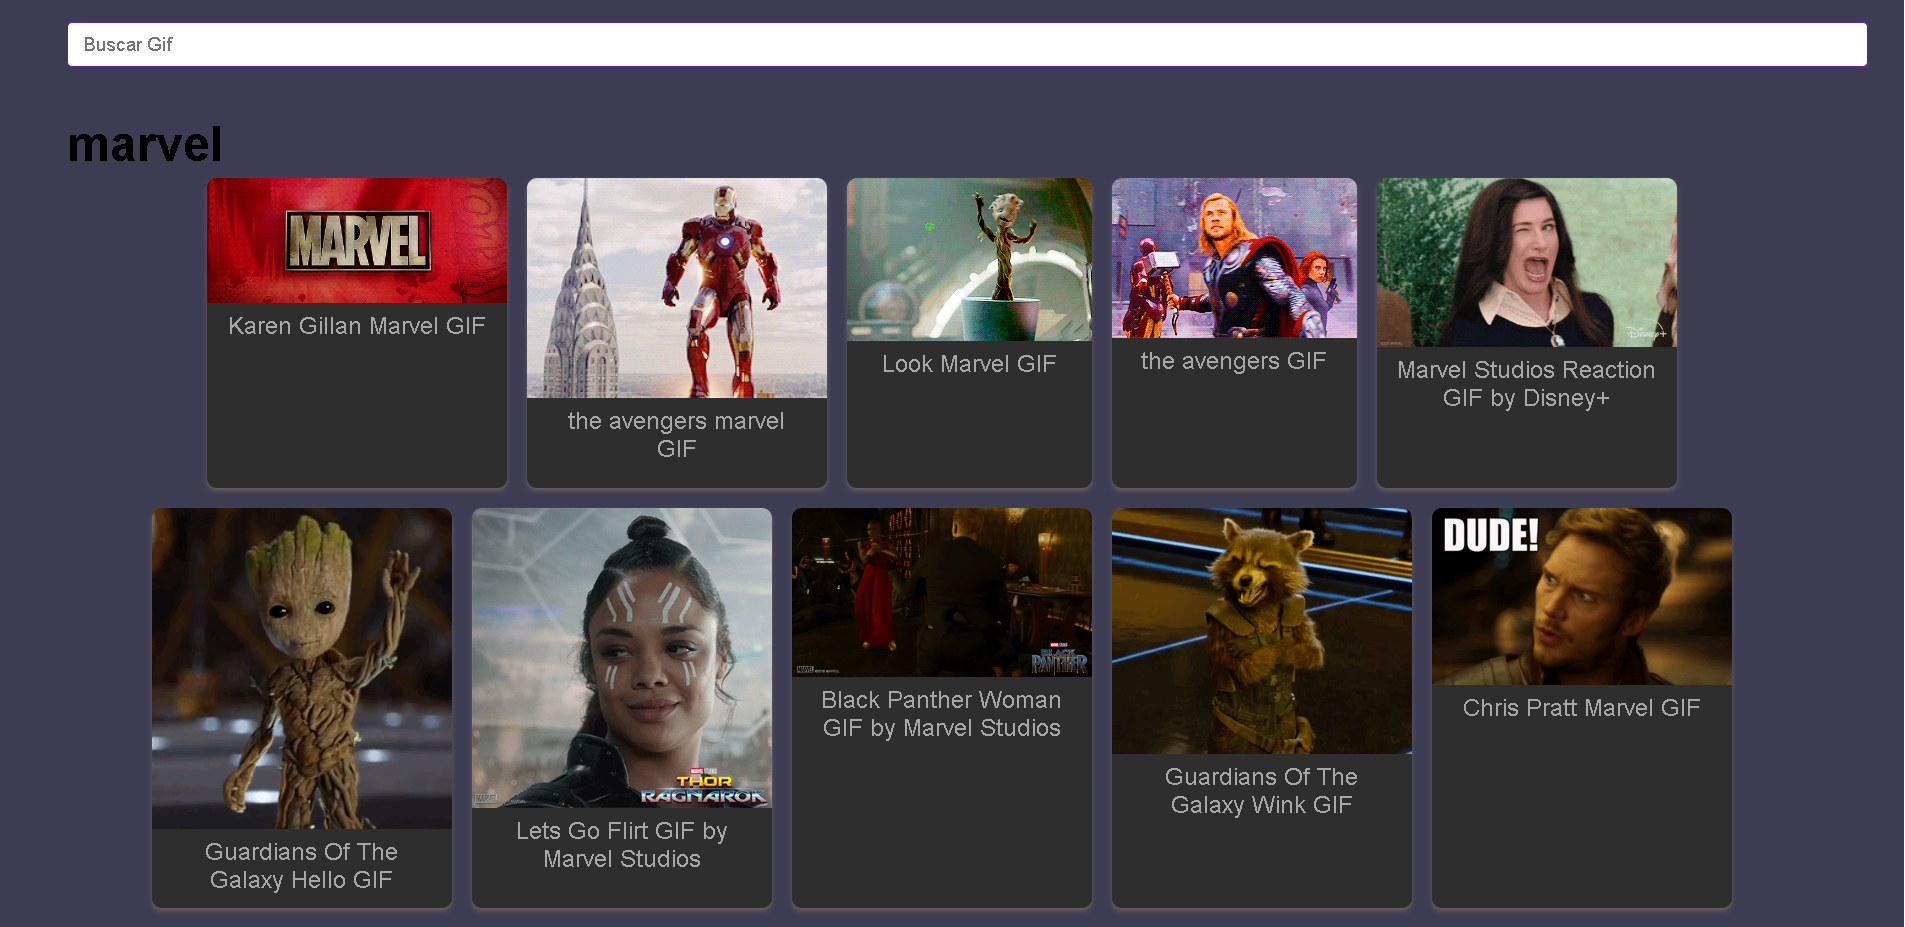 Buscar Gif
marvel
MARVEL
Karen Gillan Marvel GIF
the avengers marvel
GIF
Look Marvel GIF
the avengers GIF
Disney+
Marvel Studios Reaction
GIF by Disney+
Guardians Of The
Galaxy Hello GIF
THOR
RAGNAROK
Lets Go Flirt GIF by
Marvel Studios
BLACK
PANTHER
Black Panther Woman
GIF by Marvel Studios
Guardians Of The
Galaxy Wink GIF
DUDE!
Chris Pratt Marvel GIF